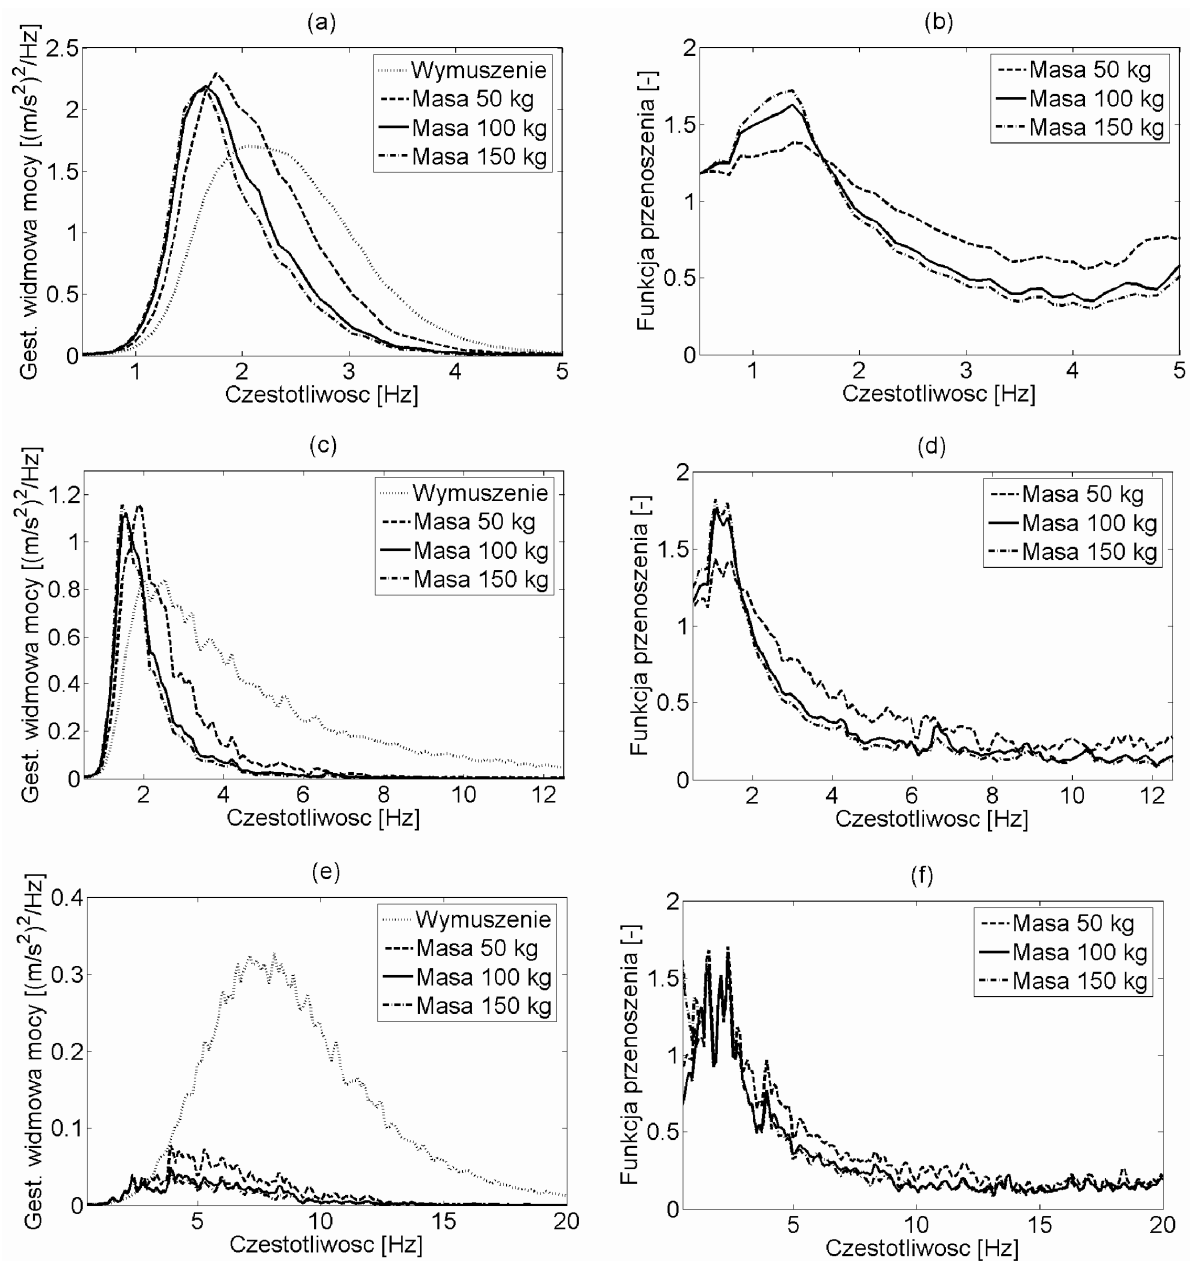 (a)
Gest. widmowa mocy [(m/s²)²/Hz]
2.5
2
1.5
1
0.5
0
Wymuszenie
Masa 50 kg
Masa 100 kg
Masa 150 kg
1 2 3 4 5
Czestotliwosc [Hz]
(b)
Funkcja przenoszenia [-]
2
1.5
1
0.5
0
Masa 50 kg
Masa 100 kg
Masa 150 kg
1 2 3 4 5
Czestotliwosc [Hz]
(c)
Gest. widmowa mocy [(m/s²)²/Hz]
1.2
1
0.8
0.6
0.4
0.2
0
Wymuszenie
Masa 50 kg
Masa 100 kg
Masa 150 kg
2 4 6 8 10 12
Czestotliwosc [Hz]
(d)
Funkcja przenoszenia [-]
2
1.5
1
0.5
0
Masa 50 kg
Masa 100 kg
Masa 150 kg
2 4 6 8 10 12
Czestotliwosc [Hz]
(e)
Gest. widmowa mocy [(m/s²)²/Hz]
0.4
0.3
0.2
0.1
0
Wymuszenie
Masa 50 kg
Masa 100 kg
Masa 150 kg
5 10 15 20
Czestotliwosc [Hz]
(f)
Funkcja przenoszenia [-]
2
1.5
1
0.5
0
Masa 50 kg
Masa 100 kg
Masa 150 kg
5 10 15 20
Czestotliwosc [Hz]